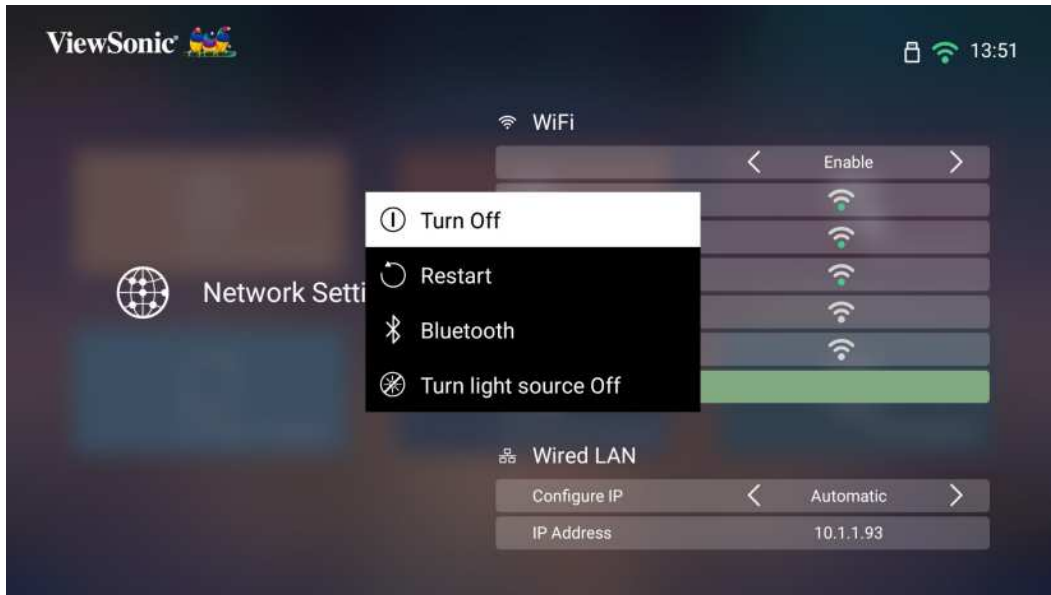 ViewSonic
13:51
WiFi
Enable
Turn Off
Restart
Network Setti
Bluetooth
Turn light source Off
Wired LAN
Configure IP Automatic
IP Address 10.1.1.93